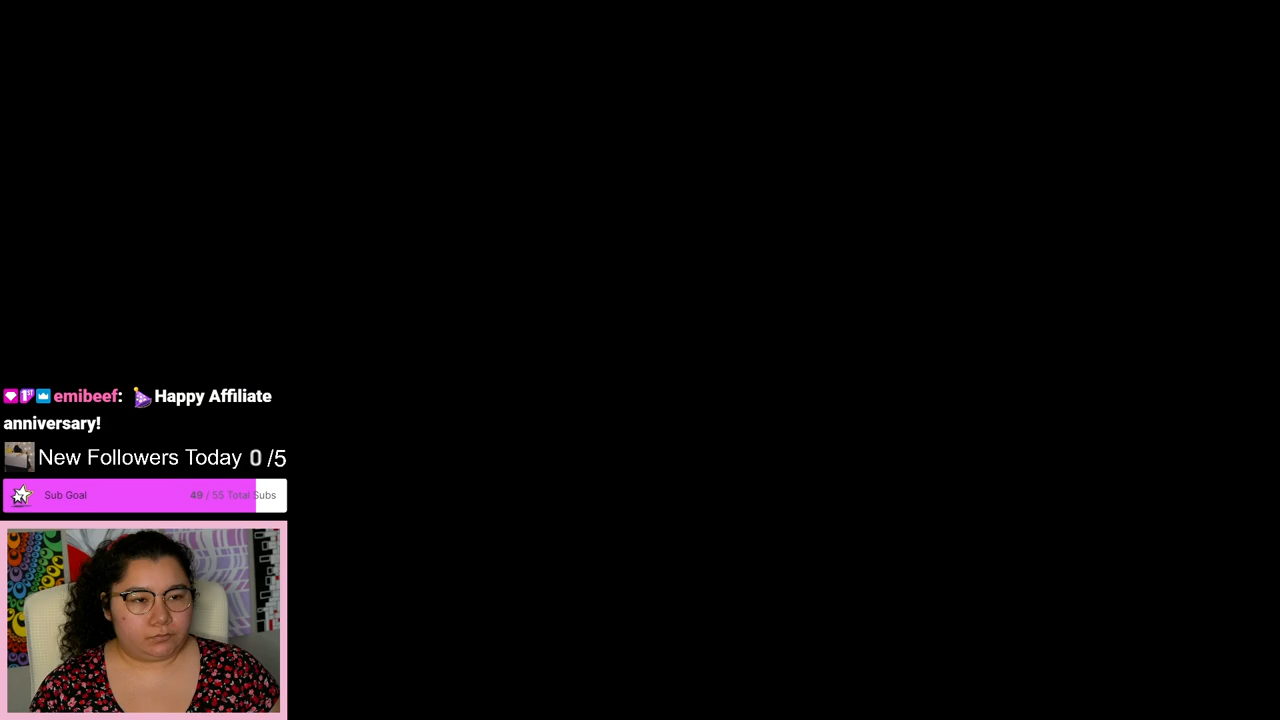 emibeef: Happy Affiliate
anniversary!
New Followers Today 0 /5
Sub Goal 49 / 55 Total Subs